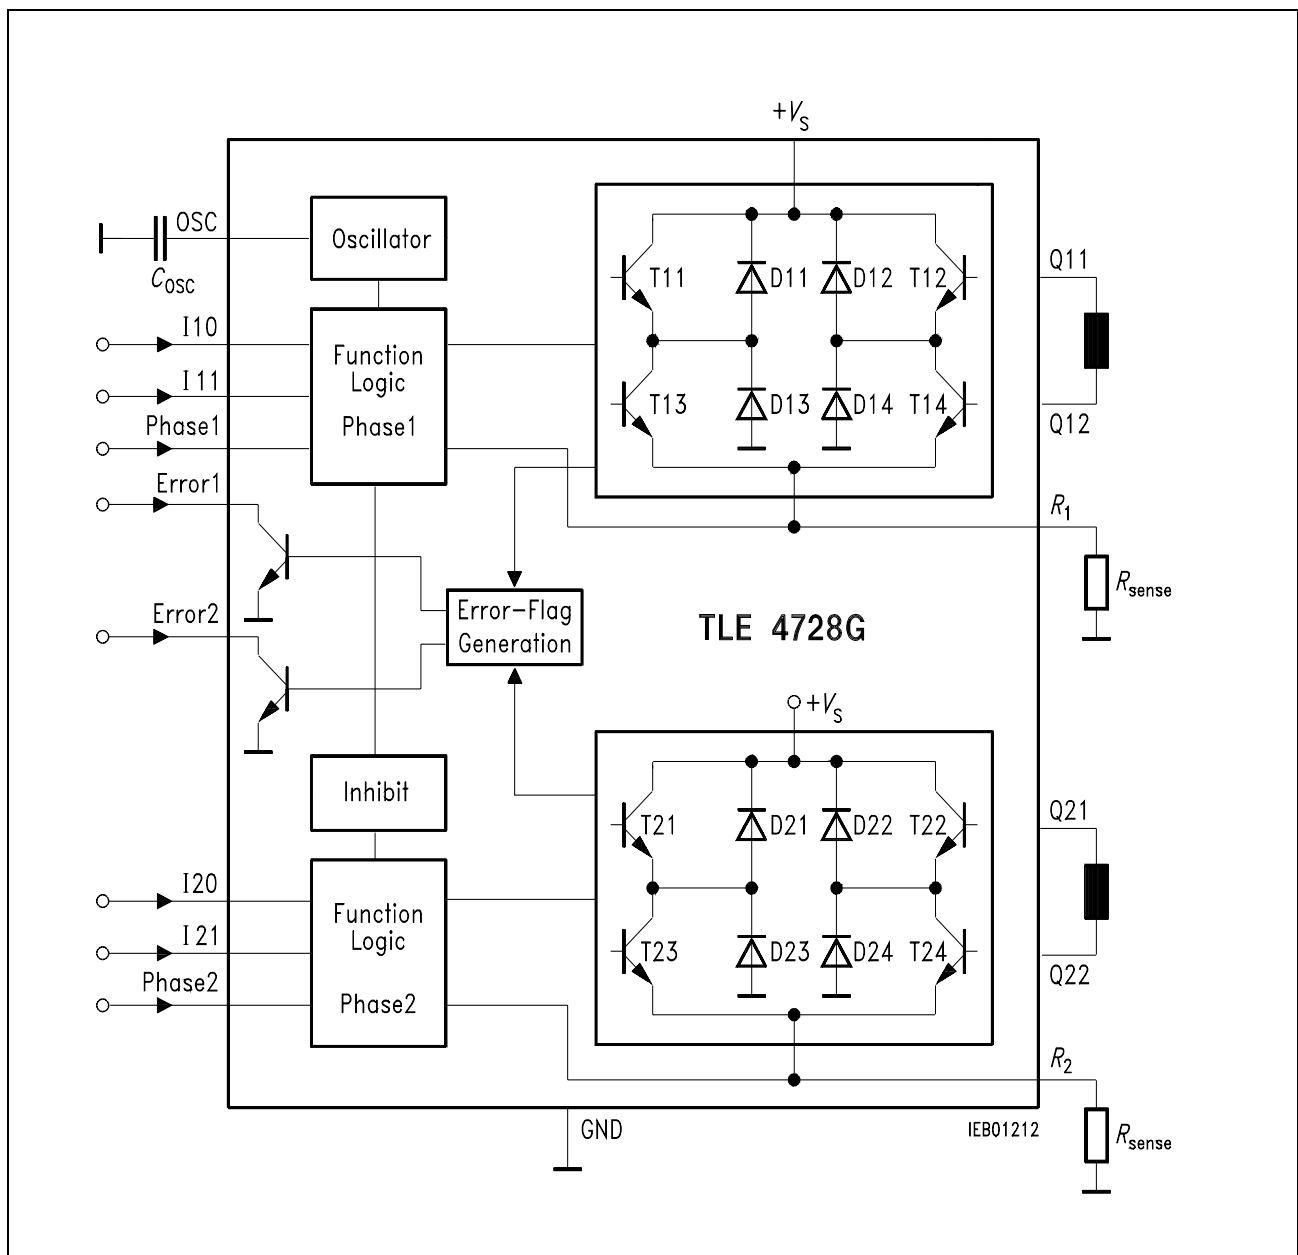 +VS
OSC
COSC
Oscillator
I10
I11
Phase1
Function
Logic
Phase1
T11
D11
D12
T12
T13
D13
D14
T14
Q11
Q12
Error1
Error2
Error-Flag
Generation
TLE 4728G
R1
Rsense
+VS
Inhibit
T21
D21
D22
T22
T23
D23
D24
T24
Q21
Q22
I20
I21
Phase2
Function
Logic
Phase2
R2
Rsense
GND
IEB01212